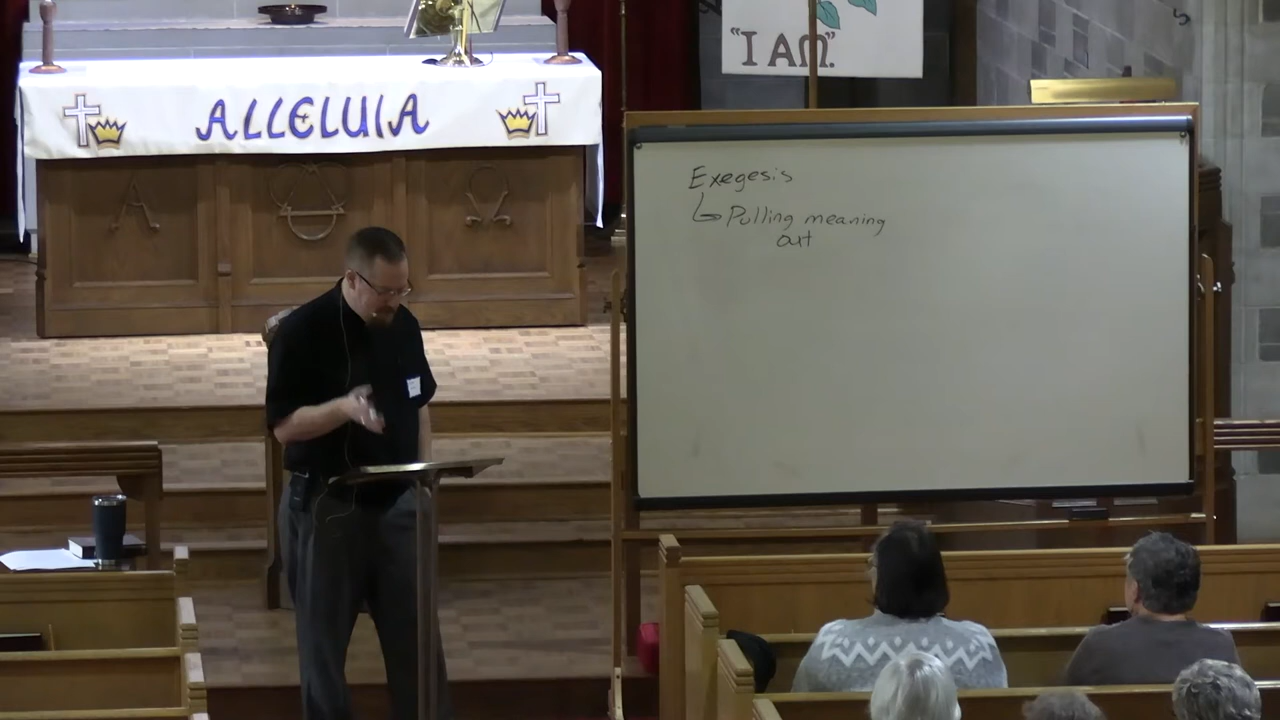 "I AM."
ALLELUIA
A Ω
Exegesis
Pulling meaning
out